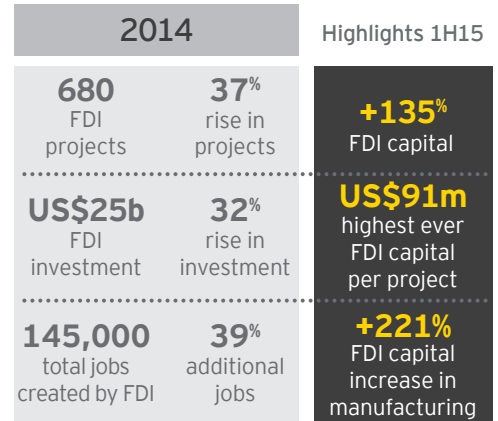 2014
Highlights 1H15
680
FDI
projects
37%
rise in
projects
+135%
FDI capital
US$25b
FDI
investment
32%
rise in
investment
US$91m
highest ever
FDI capital
per project
145,000
total jobs
created by FDI
39%
additional
jobs
+221%
FDI capital
increase in
manufacturing